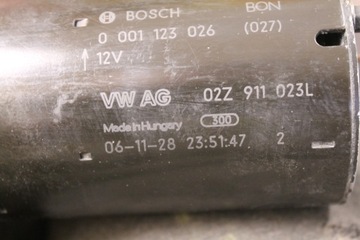 BOSCH BON
0 001 123 026 (027)
12V
VW AG 02Z 911 023L
Made in Hungary 300
06-11-28 23:51:47 2